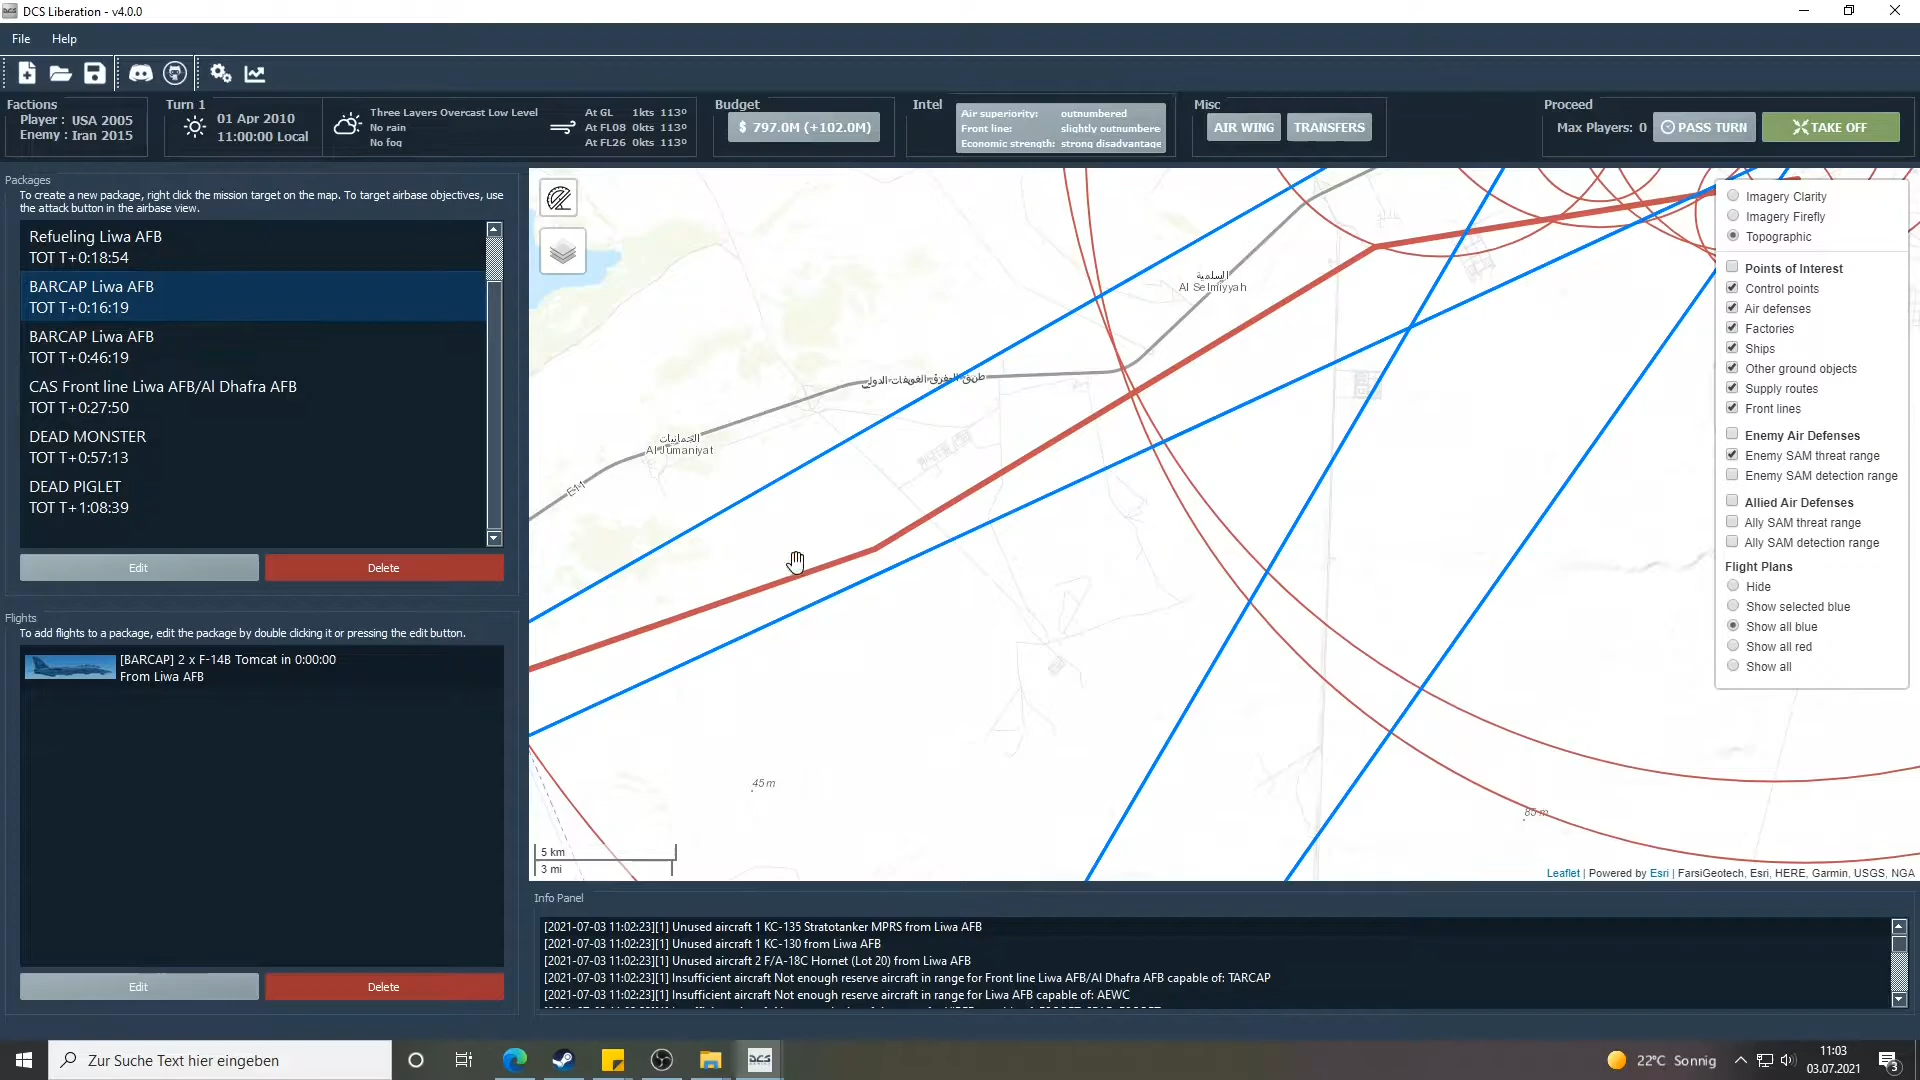 DCS Liberation - v4.0.0
File
Help
Factions
Player : USA 2005
Enemy : Iran 2015
Turn 1
01 Apr 2010
11:00:00 Local
Three Layers Overcast Low Level
No rain
No fog
At GL 1kts 113º
At FL08 0kts 113º
At FL26 0kts 113º
Budget
$ 797.0M (+102.0M)
Intel
Air superiority: outnumbered
Front line: slightly outnumbere
Economic strength: strong disadvantage
Misc
AIR WING
TRANSFERS
Proceed
Max Players: 0
PASS TURN
TAKE OFF
Packages
To create a new package, right click the mission target on the map. To target airbase objectives, use
the attack button in the airbase view.
Refueling Liwa AFB
TOT T+0:18:54
BARCAP Liwa AFB
TOT T+0:16:19
BARCAP Liwa AFB
TOT T+0:46:19
CAS Front line Liwa AFB/Al Dhafra AFB
TOT T+0:27:50
DEAD MONSTER
TOT T+0:57:13
DEAD PIGLET
TOT T+1:08:39
Edit
Delete
Flights
To add flights to a package, edit the package by double clicking it or pressing the edit button.
[BARCAP] 2 x F-14B Tomcat in 0:00:00
From Liwa AFB
Edit
Delete
السلمية
Al Selmiyyah
الجمانيات
Al Jumaniyat
E11
45 m
85 m
5 km
3 mi
Imagery Clarity
Imagery Firefly
Topographic
Points of Interest
Control points
Air defenses
Factories
Ships
Other ground objects
Supply routes
Front lines
Enemy Air Defenses
Enemy SAM threat range
Enemy SAM detection range
Allied Air Defenses
Ally SAM threat range
Ally SAM detection range
Flight Plans
Hide
Show selected blue
Show all blue
Show all red
Show all
Leaflet | Powered by Esri | FarsiGeotech, Esri, HERE, Garmin, USGS, NGA
Info Panel
[2021-07-03 11:02:23][1] Unused aircraft 1 KC-135 Stratotanker MPRS from Liwa AFB
[2021-07-03 11:02:23][1] Unused aircraft 1 KC-130 from Liwa AFB
[2021-07-03 11:02:23][1] Unused aircraft 2 F/A-18C Hornet (Lot 20) from Liwa AFB
[2021-07-03 11:02:23][1] Insufficient aircraft Not enough reserve aircraft in range for Front line Liwa AFB/Al Dhafra AFB capable of: TARCAP
[2021-07-03 11:02:23][1] Insufficient aircraft Not enough reserve aircraft in range for Liwa AFB capable of: AEWC
Zur Suche Text hier eingeben
DCS
22°C Sonnig
11:03
03.07.2021
3